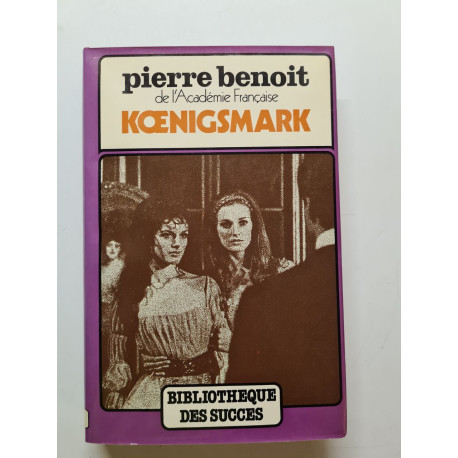 pierre benoit
de l'Académie Française
KŒNIGSMARK
BIBLIOTHEQUE
DES SUCCES